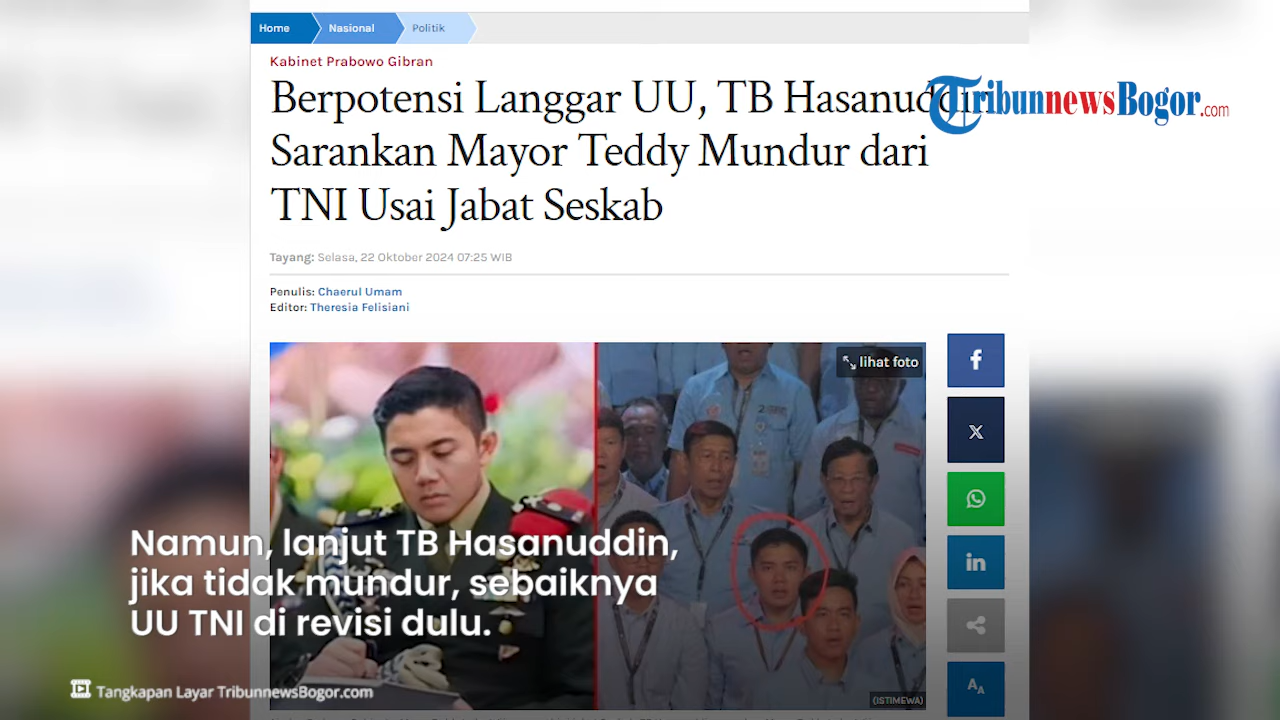 Home
Nasional
Politik
Kabinet Prabowo Gibran
Berpotensi Langgar UU, TB Hasanuddin
TribunnewsBogor.com
Sarankan Mayor Teddy Mundur dari
TNI Usai Jabat Seskab
Tayang: Selasa, 22 Oktober 2024 07:25 WIB
Penulis: Chaerul Umam
Editor: Theresia Felisiani
lihat foto
Namun, lanjut TB Hasanuddin,
jika tidak mundur, sebaiknya
UU TNI di revisi dulu.
Tangkapan Layar TribunnewsBogor.com
(ISTIMEWA)